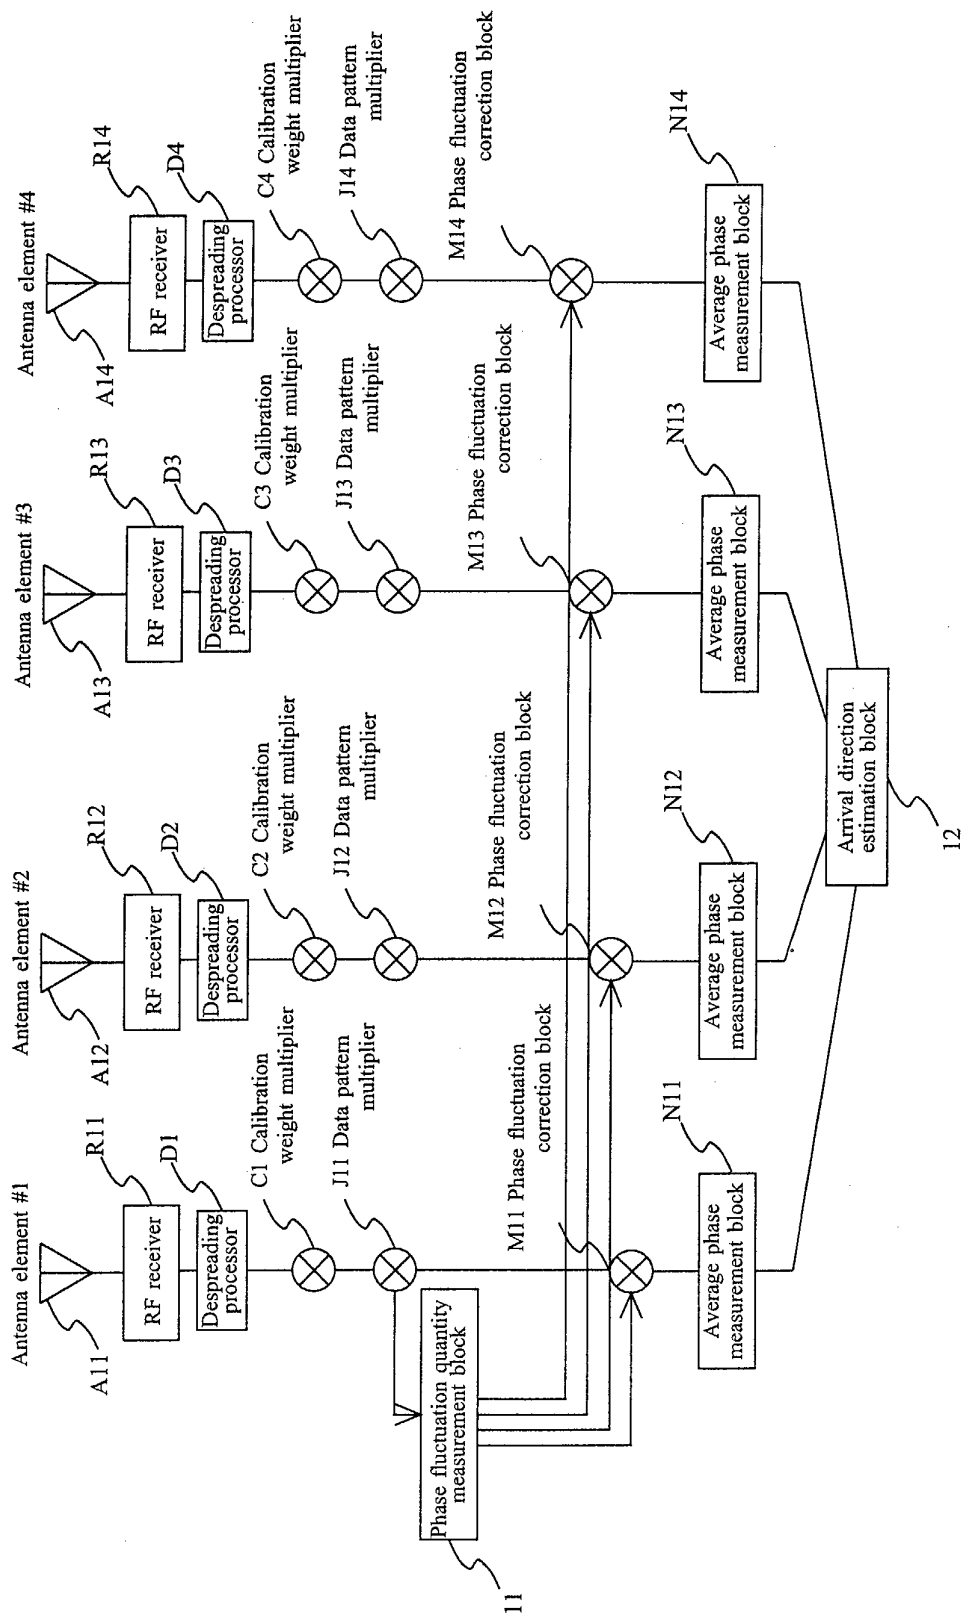 Antenna element #1
A11
R11
RF receiver
D1
Despreading
processor
C1 Calibration
weight multiplier
J11 Data pattern
multiplier
Phase fluctuation quantity
measurement block
11
M11 Phase fluctuation
correction block
N11
Average phase
measurement block
Antenna element #2
A12
R12
RF receiver
D2
Despreading
processor
C2 Calibration
weight multiplier
J12 Data pattern
multiplier
M12 Phase fluctuation
correction block
N12
Average phase
measurement block
Antenna element #3
A13
R13
RF receiver
D3
Despreading
processor
C3 Calibration
weight multiplier
J13 Data pattern
multiplier
M13 Phase fluctuation
correction block
N13
Average phase
measurement block
Antenna element #4
A14
R14
RF receiver
D4
Despreading
processor
C4 Calibration
weight multiplier
J14 Data pattern
multiplier
M14 Phase fluctuation
correction block
N14
Average phase
measurement block
Arrival direction
estimation block
12